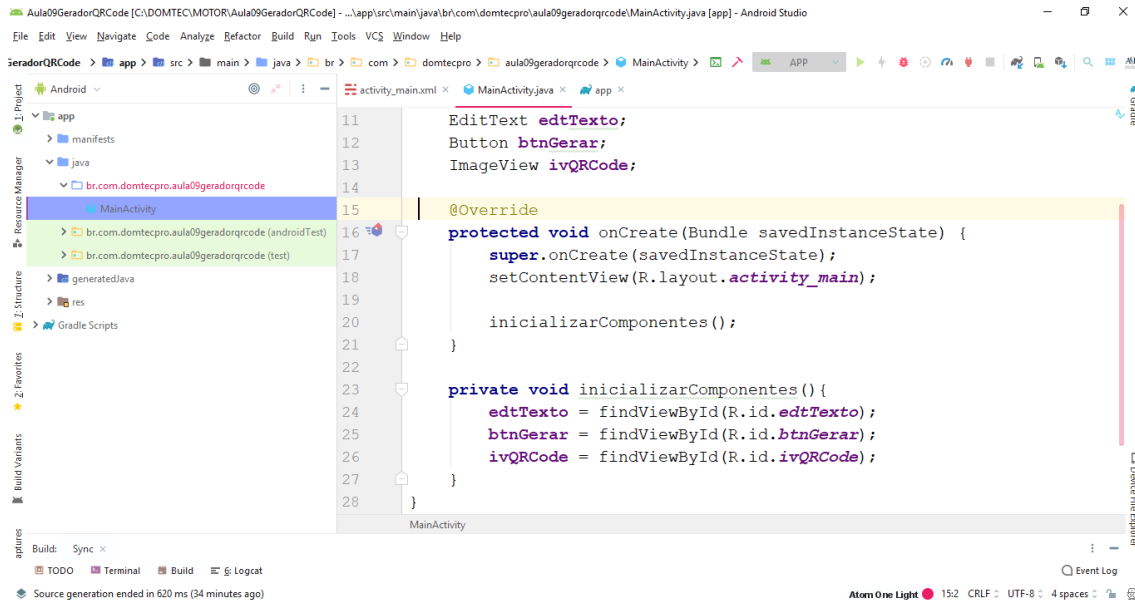 Aula09GeradorQRCode [C:\DOMTEC\MOTOR\Aula09GeradorQRCode] - ...\app\src\main\java\br\com\domtecpro\aula09geradorqrcode\MainActivity.java [app] - Android Studio
File Edit View Navigate Code Analyze Refactor Build Run Tools VCS Window Help
GeradorQRCode app src main java br com domtecpro aula09geradorqrcode MainActivity APP
1: Project
Resource Manager
Z: Structure
2: Favorites
Build Variants
Android
app
manifests
java
br.com.domtecpro.aula09geradorqrcode
MainActivity
br.com.domtecpro.aula09geradorqrcode (androidTest)
br.com.domtecpro.aula09geradorqrcode (test)
generatedJava
res
Gradle Scripts
activity_main.xml MainActivity.java app
11 EditText edtTexto;
12 Button btnGerar;
13 ImageView ivQRCode;
14
15 @Override
16 protected void onCreate(Bundle savedInstanceState) {
17 super.onCreate(savedInstanceState);
18 setContentView(R.layout.activity_main);
19
20 inicializarComponentes();
21 }
22
23 private void inicializarComponentes(){
24 edtTexto = findViewById(R.id.edtTexto);
25 btnGerar = findViewById(R.id.btnGerar);
26 ivQRCode = findViewById(R.id.ivQRCode);
27 }
28 }
MainActivity
Gradle
Device File Explorer
Build: Sync
TODO Terminal Build 6: Logcat Event Log
Source generation ended in 620 ms (34 minutes ago) Atom One Light 15:2 CRLF UTF-8 4 spaces